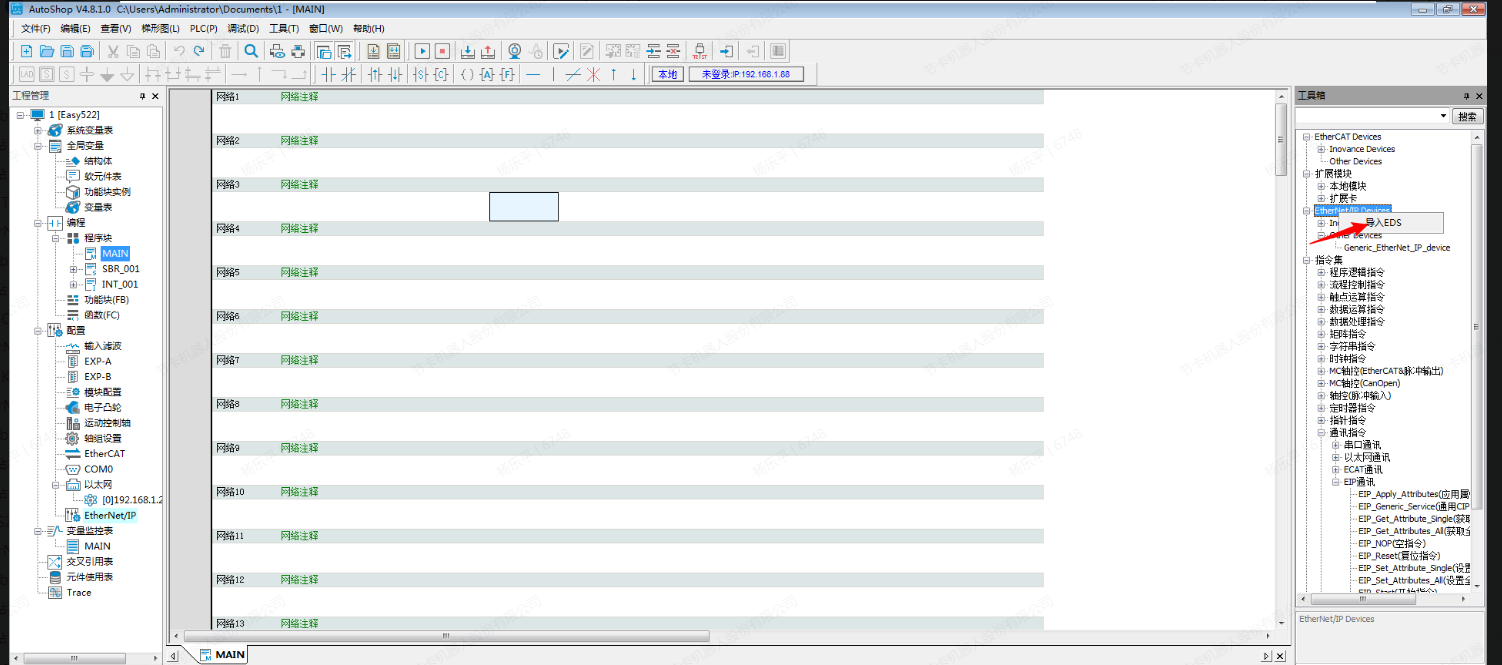 AutoShop V4.8.1.0 C:\Users\Administrator\Documents\1 - [MAIN]
文件(F) 编辑(E) 查看(V) 梯形图(L) PLC(P) 调试(D) 工具(T) 窗口(W) 帮助(H)
LAD S S
S C ( ) A F 本地 未登录:IP:192.168.1.88
工程管理
1 [Easy522]
系统变量表
全局变量
结构体
软元件表
功能块实例
变量表
编程
程序块
MAIN
SBR_001
INT_001
功能块(FB)
函数(FC)
配置
输入滤波
EXP-A
EXP-B
模块配置
电子凸轮
运动控制轴
轴组设置
EtherCAT
COM0
以太网
[0]192.168.1.2
EtherNet/IP
变量监控表
MAIN
交叉引用表
元件使用表
Trace
网络1 网络注释
网络2 网络注释
网络3 网络注释
网络4 网络注释
网络5 网络注释
网络6 网络注释
网络7 网络注释
网络8 网络注释
网络9 网络注释
网络10 网络注释
网络11 网络注释
网络12 网络注释
网络13 网络注释
MAIN
工具箱
搜索
EtherCAT Devices
Inovance Devices
Other Devices
扩展模块
本地模块
扩展卡
EtherNet/IP Devices
导入EDS
Other Devices
Generic_EtherNet_IP_device
指令集
程序逻辑指令
流程控制指令
触点运算指令
数据运算指令
数据处理指令
矩阵指令
字符串指令
时钟指令
MC轴控(EtherCAT&脉冲输出)
MC轴控(CanOpen)
轴控(脉冲输入)
定时器指令
指针指令
通讯指令
串口通讯
以太网通讯
ECAT通讯
EIP通讯
EIP_Apply_Attributes(应用属
EIP_Generic_Service(通用CIP
EIP_Get_Attribute_Single(获取
EIP_Get_Attributes_All(获取全
EIP_NOP(空指令)
EIP_Reset(复位指令)
EIP_Set_Attribute_Single(设置
EIP_Set_Attributes_All(设置全
EIP_Start(开始指令)
EtherNet/IP Devices
节卡机器人股份有限公司
杨乐平 | 6748